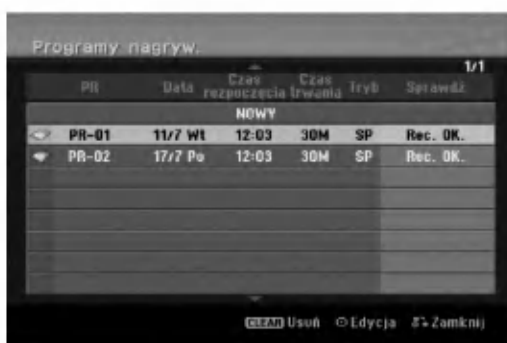 Programy nagryw.
1/1
PR Data Czas rozpoczęcia Czas trwania Tryb Sprawdź
NOWY
PR-01 11/7 Wt 12:03 30M SP Rec. OK.
PR-02 17/7 Po 12:03 30M SP Rec. OK.
CLEAR Usuń Edycja Zamknij